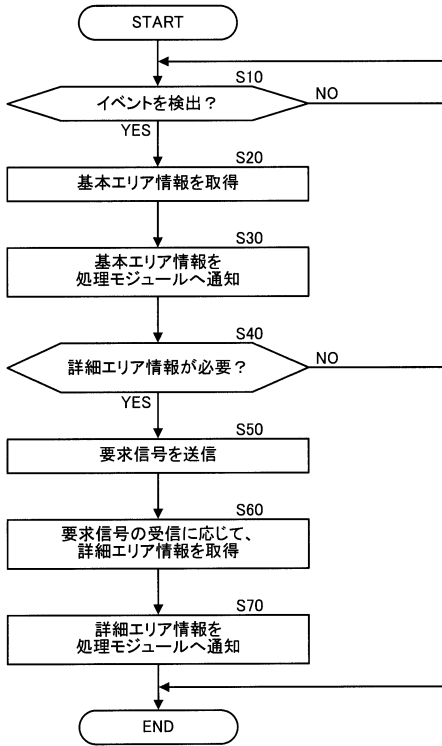 START
S10
イベントを検出？
NO
YES
S20
基本エリア情報を取得
S30
基本エリア情報を
処理モジュールへ通知
S40
詳細エリア情報が必要？
NO
YES
S50
要求信号を送信
S60
要求信号の受信に応じて、
詳細エリア情報を取得
S70
詳細エリア情報を
処理モジュールへ通知
END